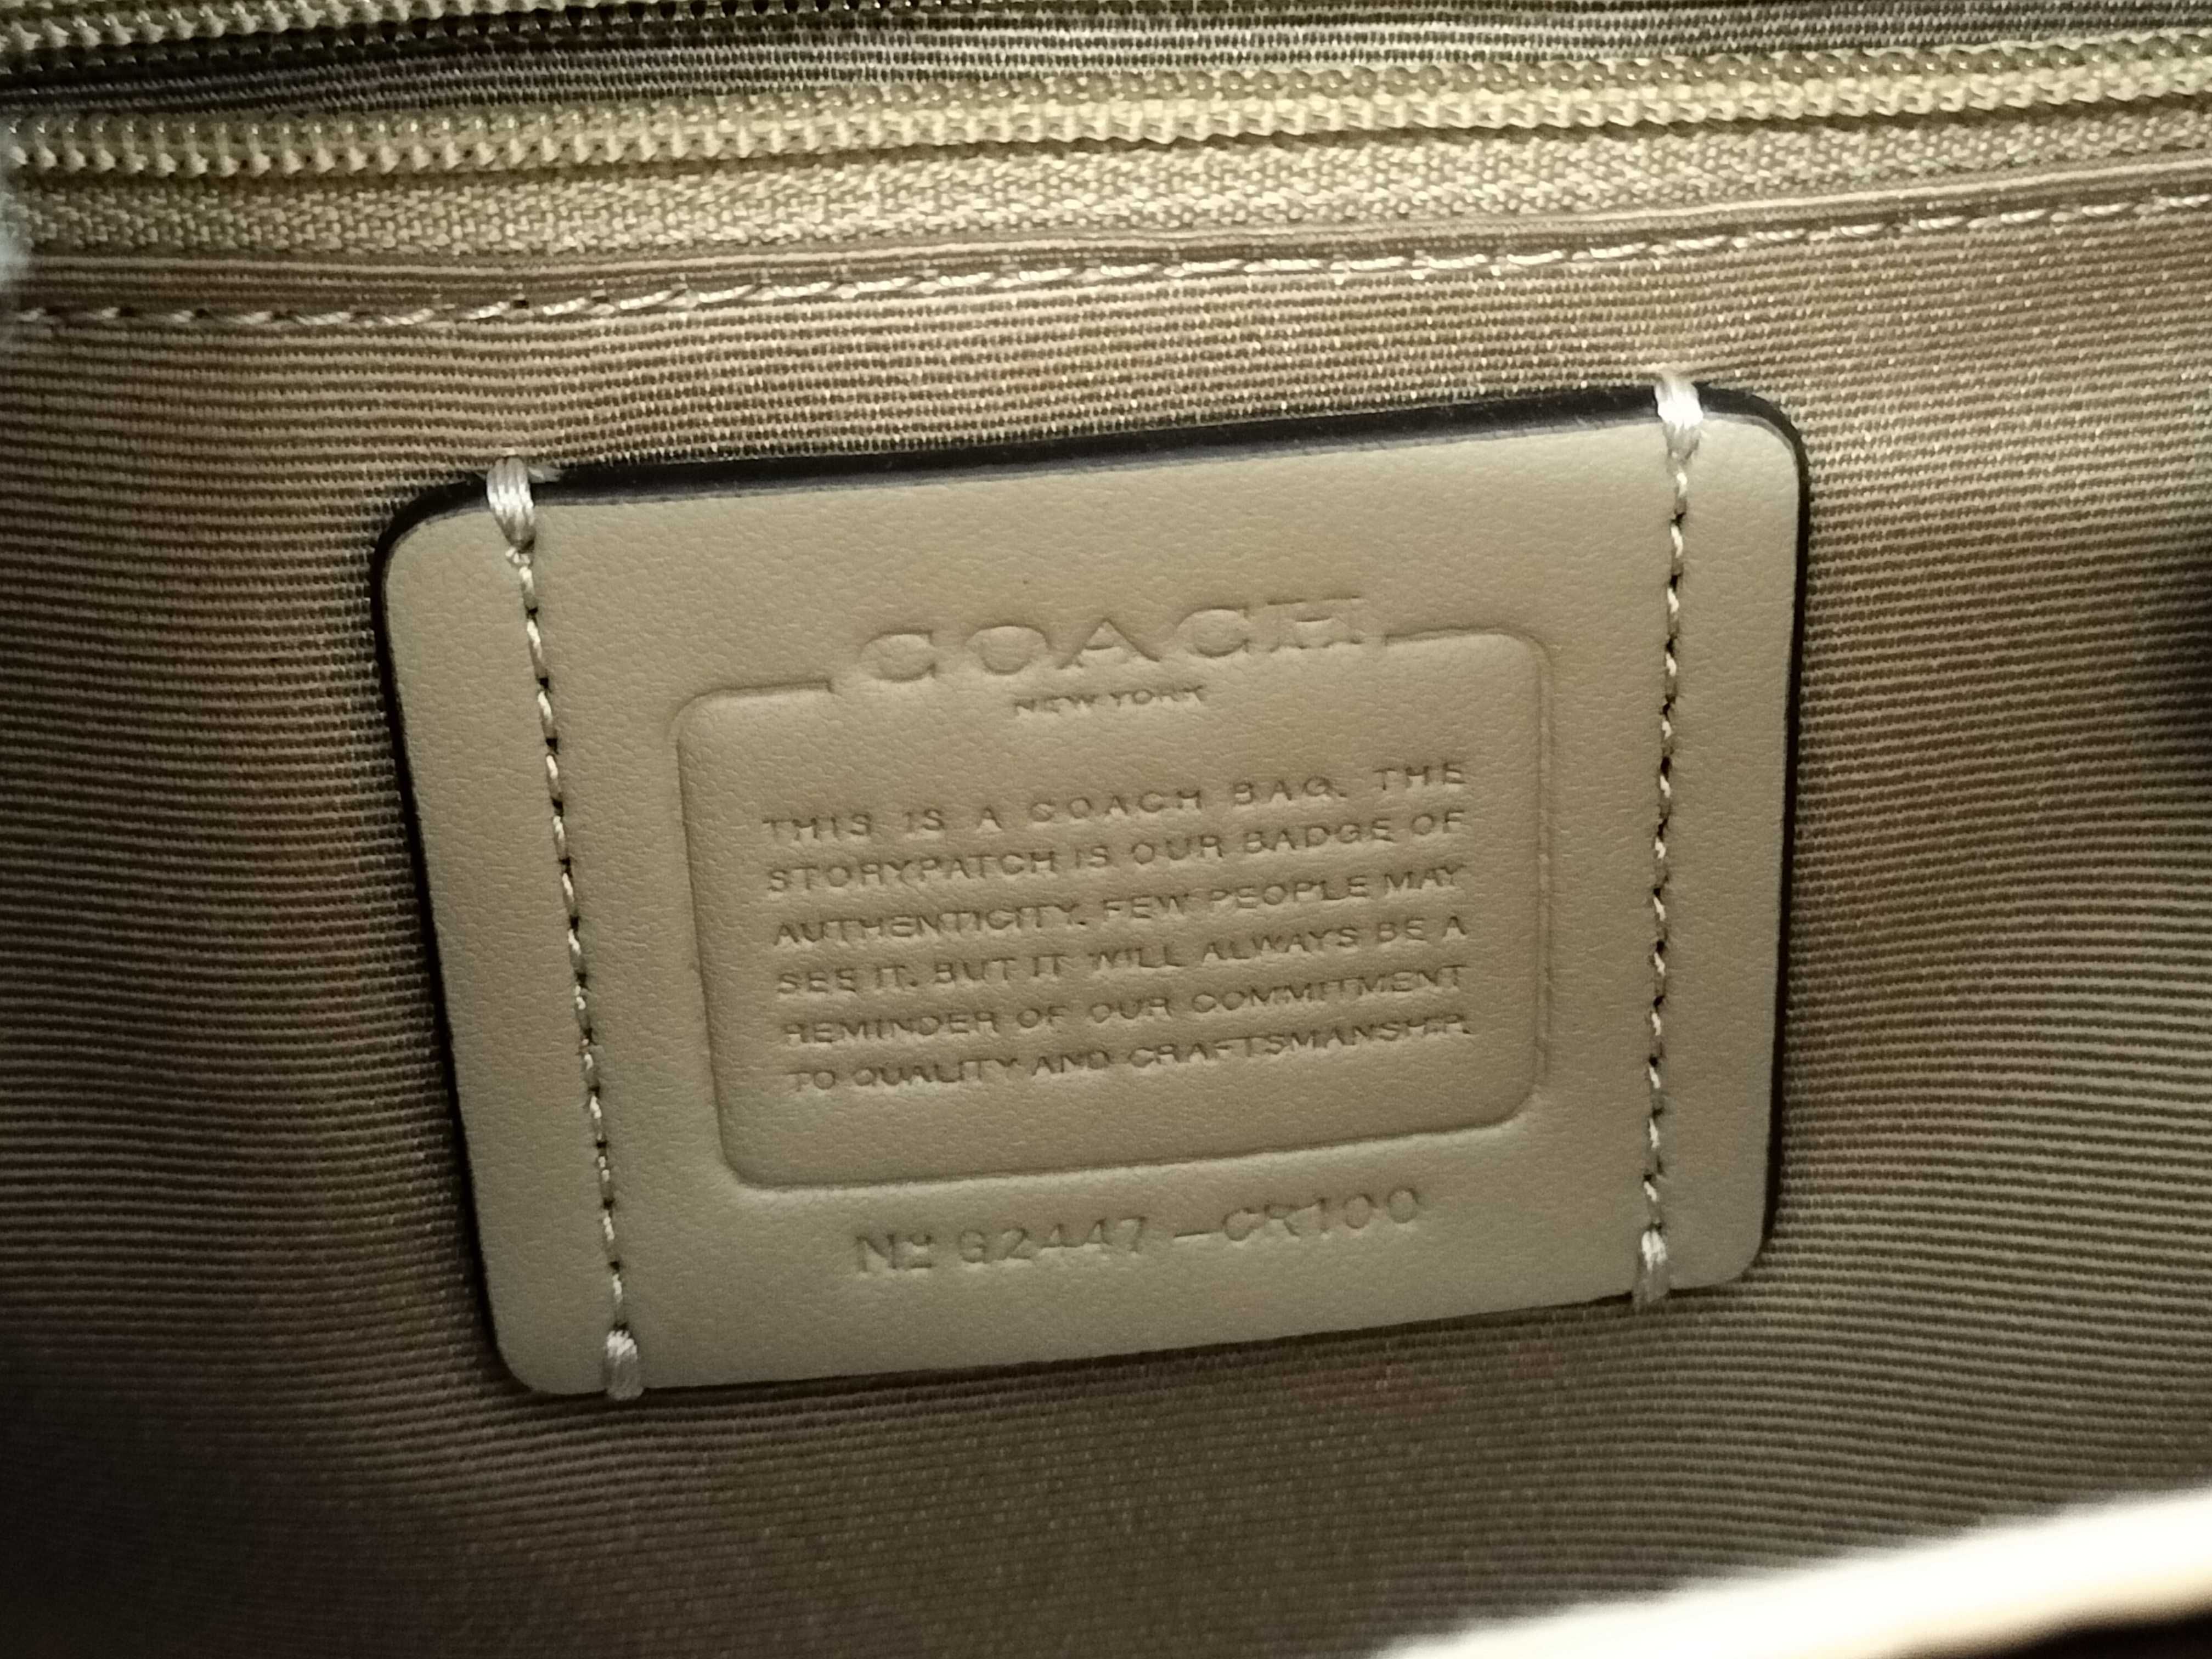 COACH
NEW YORK
THIS IS A COACH BAG. THE
STORYPATCH IS OUR BADGE OF
AUTHENTICITY. FEW PEOPLE MAY
SEE IT. BUT IT WILL ALWAYS BE A
REMINDER OF OUR COMMITMENT
TO QUALITY AND CRAFTSMANSHIP.
Nº G2447-CR100